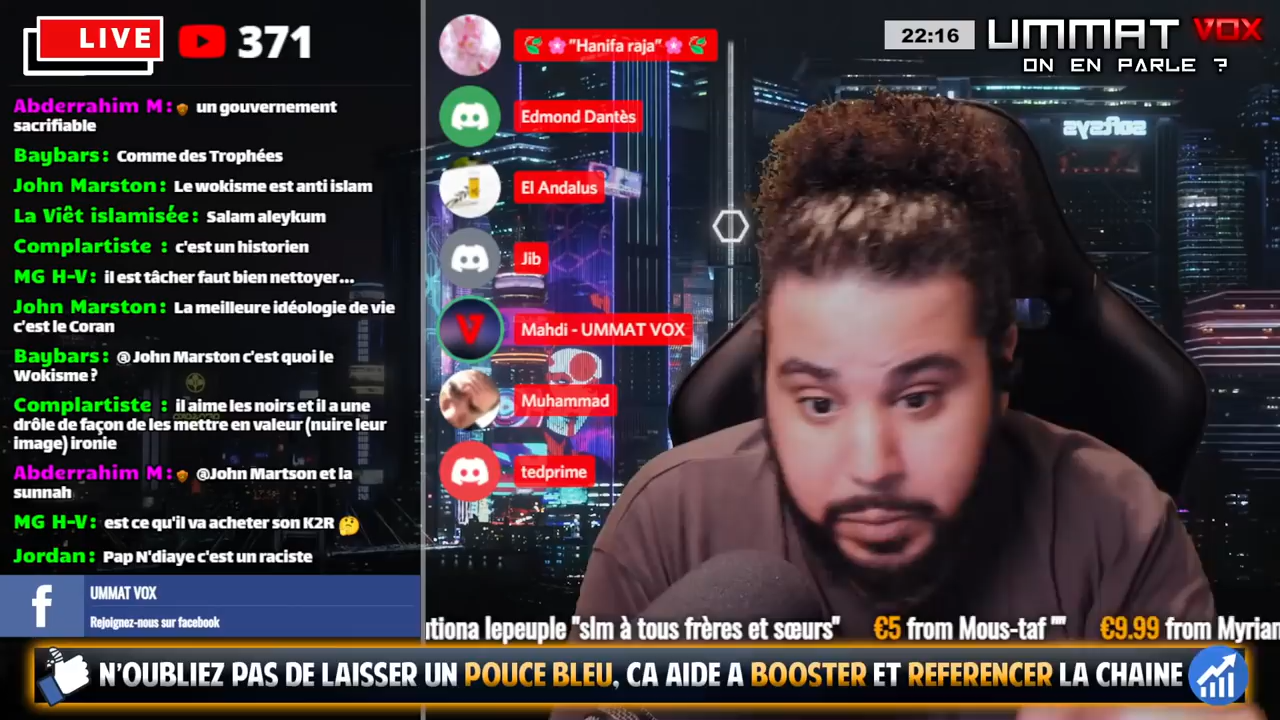 LIVE
371
Abderrahim M: un gouvernement
sacrifiable
Baybars: Comme des Trophées
John Marston: Le wokisme est anti islam
La Viêt islamisée: Salam aleykum
Complartiste : c'est un historien
MG H-V: il est tâcher faut bien nettoyer...
John Marston: La meilleure idéologie de vie
c'est le Coran
Baybars: @John Marston c'est quoi le
Wokisme ?
Complartiste : il aime les noirs et il a une
drôle de façon de les mettre en valeur (nuire leur
image) ironie
Abderrahim M: @John Martson et la
sunnah
MG H-V: est ce qu'il va acheter son K2R 🤔
Jordan: Pap N'diaye c'est un raciste
UMMAT VOX
Rejoignez-nous sur facebook
"Hanifa raja"
Edmond Dantès
El Andalus
Jib
Mahdi - UMMAT VOX
Muhammad
tedprime
22:16
UMMAT VOX
ON EN PARLE ?
tiona lepeuple "slm à tous frères et sœurs" €5 from Mous-taf "" €9.99 from Myriam
N'OUBLIEZ PAS DE LAISSER UN POUCE BLEU, CA AIDE A BOOSTER ET REFERENCER LA CHAINE